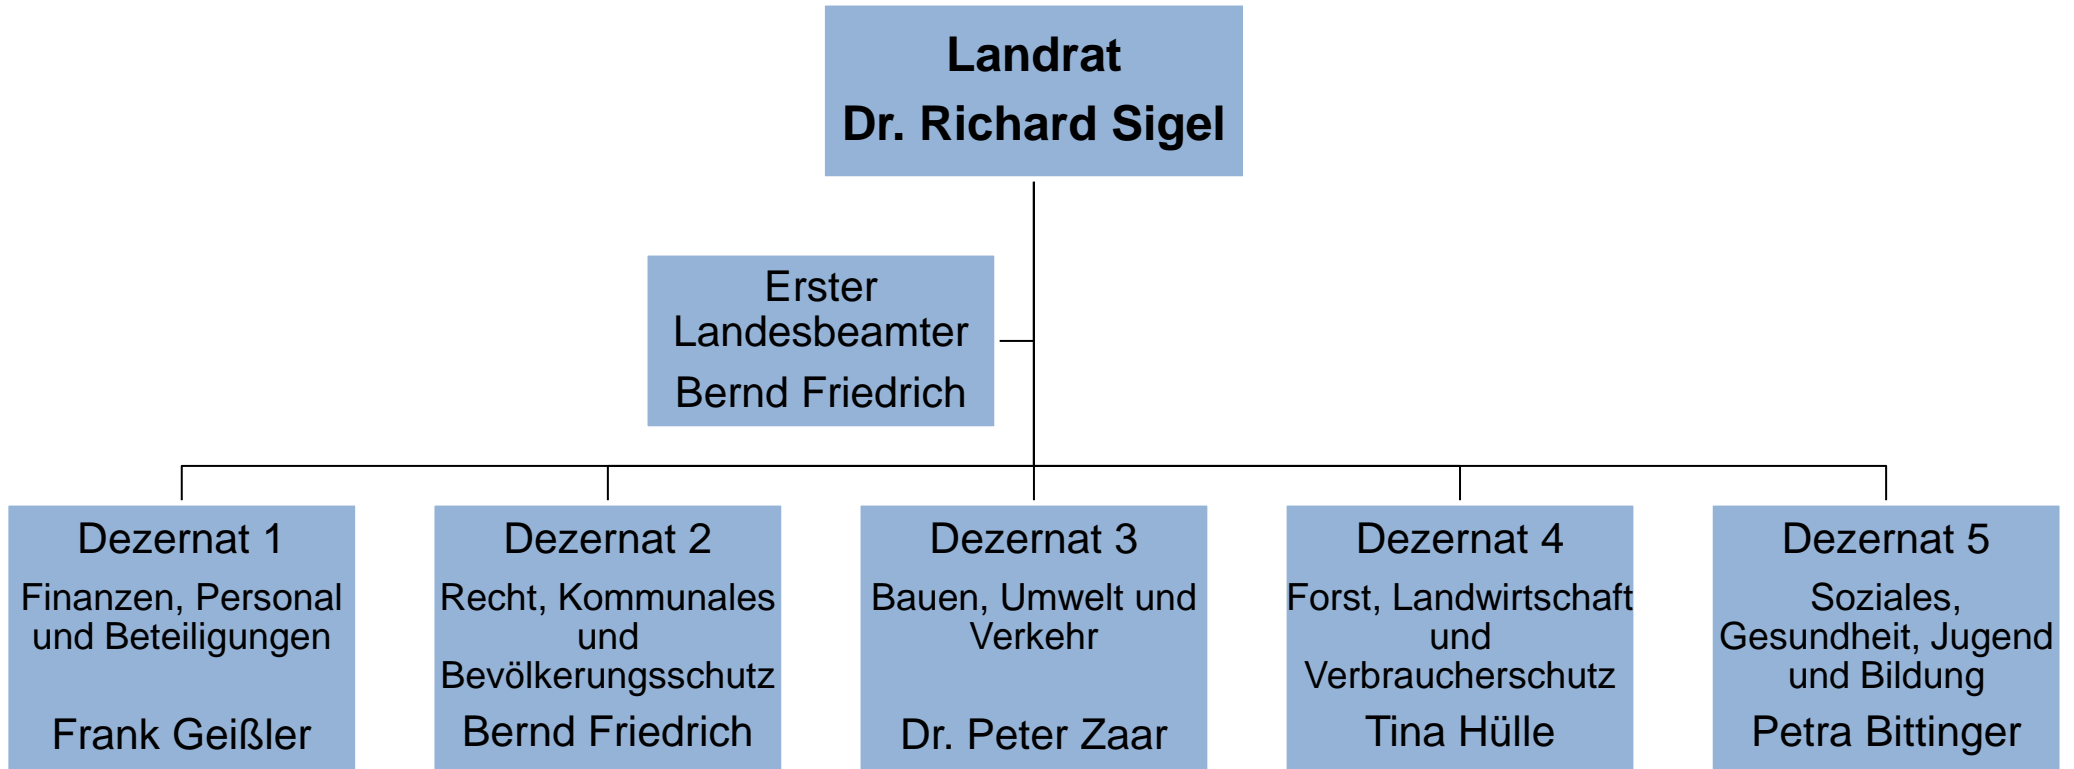 Landrat
Dr. Richard Sigel
Erster
Landesbeamter
Bernd Friedrich
Dezernat 1
Finanzen, Personal
und Beteiligungen
Frank Geißler
Dezernat 2
Recht, Kommunales
und
Bevölkerungsschutz
Bernd Friedrich
Dezernat 3
Bauen, Umwelt und
Verkehr
Dr. Peter Zaar
Dezernat 4
Forst, Landwirtschaft
und
Verbraucherschutz
Tina Hülle
Dezernat 5
Soziales,
Gesundheit, Jugend
und Bildung
Petra Bittinger